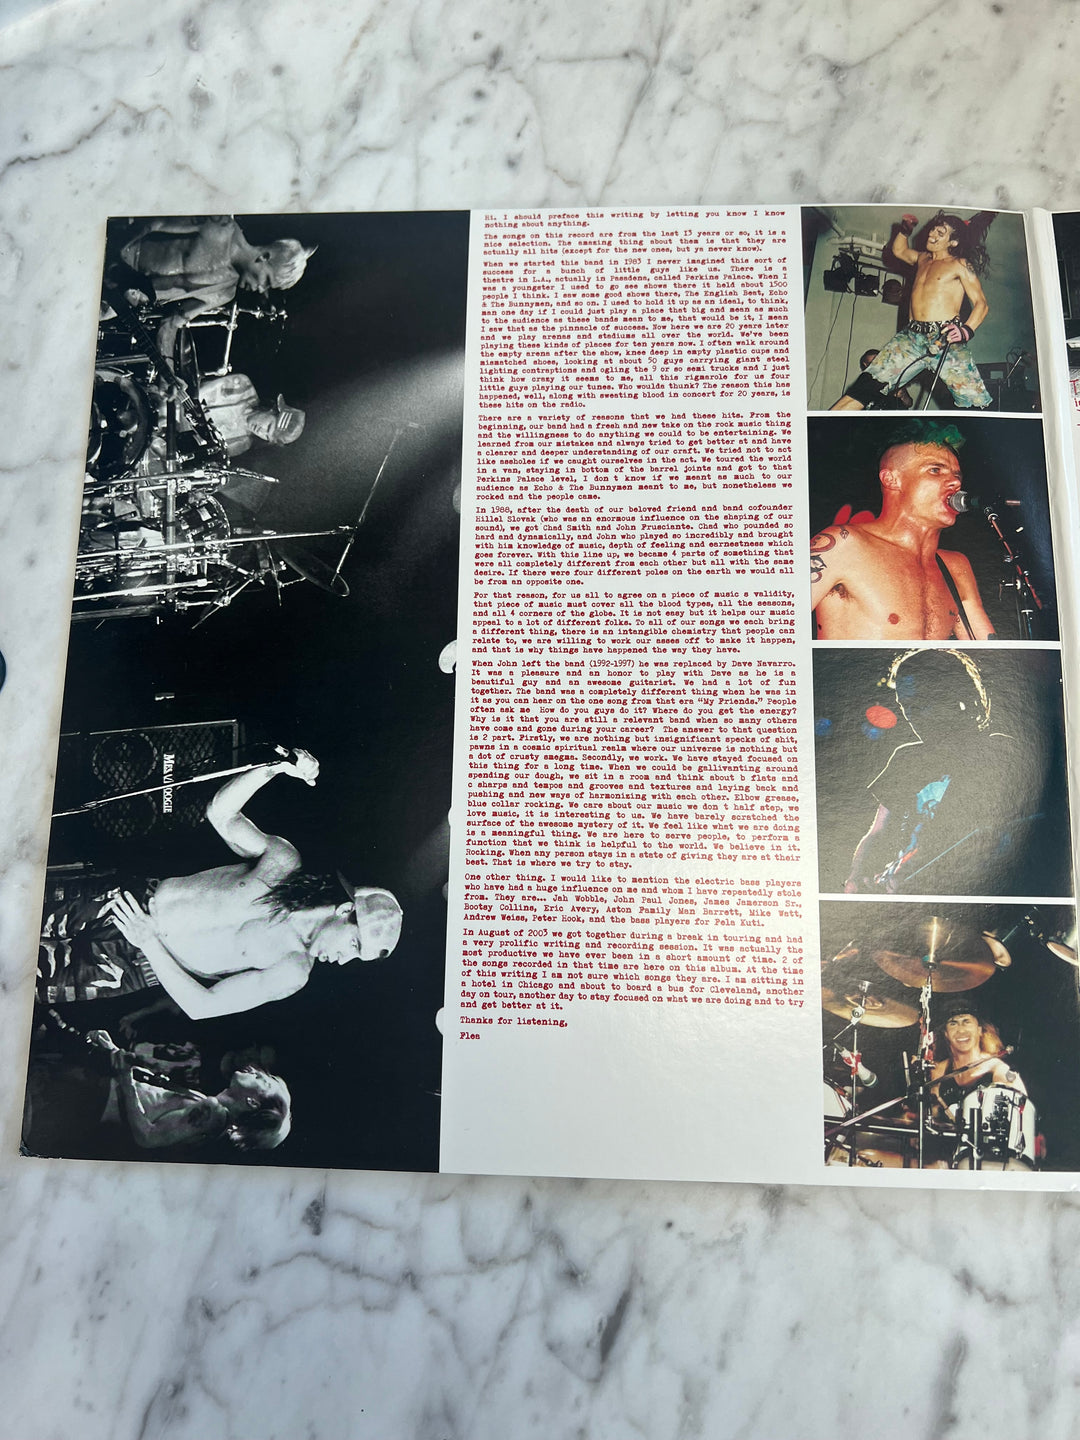 Hi. I should preface this writing by letting you know I know
nothing about anything.
The songs on this record are from the last 13 years or so, it is a
nice selection. The amazing thing about them is that they are
actually all hits (except for the new ones, but ya never know).
When we started this band in 1983 I never imagined this sort of
success for a bunch of little guys like us. There is a
theatre in L.A., actually in Pasadena, called Perkins Palace. When I
was a youngster I used to go see shows there it held about 1500
people I think. I saw some good shows there, The English Beat, Echo
& The Bunnymen, and so on. I used to hold it up as an ideal, to think,
man one day if I could just play a place that big and mean as much
to the audience as these bands mean to me, that would be it, I mean
I saw that as the pinnacle of success. Now here we are 20 years later
and we play arenas and stadiums all over the world. We've been
playing these kinds of places for ten years now. I often walk around
the empty arena after the show, knee deep in empty plastic cups and
mismatched shoes, looking at about 50 guys carrying giant steel
lighting contraptions and ogling the 9 or so semi trucks and I just
think how crazy it seems to me, all this rigmarole for us four
little guys playing our tunes. Who woulda thunk? The reason this has
happened, well, along with sweating blood in concert for 20 years, is
these hits on the radio.
There are a variety of reasons that we had these hits. From the
beginning, our band had a fresh and new take on the rock music thing
and the willingness to do anything we could to be entertaining. We
learned from our mistakes and always tried to get better at and have
a clearer and deeper understanding of our craft. We tried not to act
like assholes if we caught ourselves in the act. We toured the world
in a van, staying in bottom of the barrel joints and got to that
Perkins Palace level, I don t know if we meant as much to our
audience as Echo & The Bunnymen meant to me, but nonetheless we
rocked and the people came.
In 1988, after the death of our beloved friend and band cofounder
Hillel Slovak (who was an enormous influence on the shaping of our
sound), we got Chad Smith and John Frusciante. Chad who pounded so
hard and dynamically, and John who played so incredibly and brought
with him knowledge of music, depth of feeling and earnestness which
goes forever. With this line up, we became 4 parts of something that
were all completely different from each other but all with the same
desire. If there were four different poles on the earth we would all
be from an opposite one.
For that reason, for us all to agree on a piece of music s validity,
that piece of music must cover all the blood types, all the seasons,
and all 4 corners of the globe. It is not easy but it helps our music
appeal to a lot of different folks. To all of our songs we each bring
a different thing, there is an intangible chemistry that people can
relate to, we are willing to work our asses off to make it happen,
and that is why things have happened the way they have.
When John left the band (1992-1997) he was replaced by Dave Navarro.
It was a pleasure and an honor to play with Dave as he is a
beautiful guy and an awesome guitarist. We had a lot of fun
together. The band was a completely different thing when he was in
it as you can hear on the one song from that era "My Friends." People
often ask me  How do you guys do it? Where do you get the energy?
Why is it that you are still a relevant band when so many others
have come and gone during your career?  The answer to that question
is 2 part. Firstly, we are nothing but insignificant specks of shit,
pawns in a cosmic spiritual realm where our universe is nothing but
a dot of crusty smegma. Secondly, we work. We have stayed focused on
this thing for a long time. When we could be gallivanting around
spending our dough, we sit in a room and think about b flats and
c sharps and tempos and grooves and textures and laying back and
pushing and new ways of harmonizing with each other. Elbow grease,
blue collar rocking. We care about our music we don t half step, we
love music, it is interesting to us. We have barely scratched the
surface of the awesome mystery of it. We feel like what we are doing
is a meaningful thing. We are here to serve people, to perform a
function that we think is helpful to the world. We believe in it.
Rocking. When any person stays in a state of giving they are at their
best. That is where we try to stay.
One other thing. I would like to mention the electric bass players
who have had a huge influence on me and whom I have repeatedly stole
from. They are... Jah Wobble, John Paul Jones, James Jamerson Sr.,
Bootsy Collins, Eric Avery, Aston Family Man Barrett, Mike Watt,
Andrew Weiss, Peter Hook, and the bass players for Fela Kuti.
In August of 2003 we got together during a break in touring and had
a very prolific writing and recording session. It was actually the
most productive we have ever been in a short amount of time. 2 of
the songs recorded in that time are here on this album. At the time
of this writing I am not sure which songs they are. I am sitting in
a hotel in Chicago and about to board a bus for Cleveland, another
day on tour, another day to stay focused on what we are doing and to try
and get better at it.
Thanks for listening,
Flea